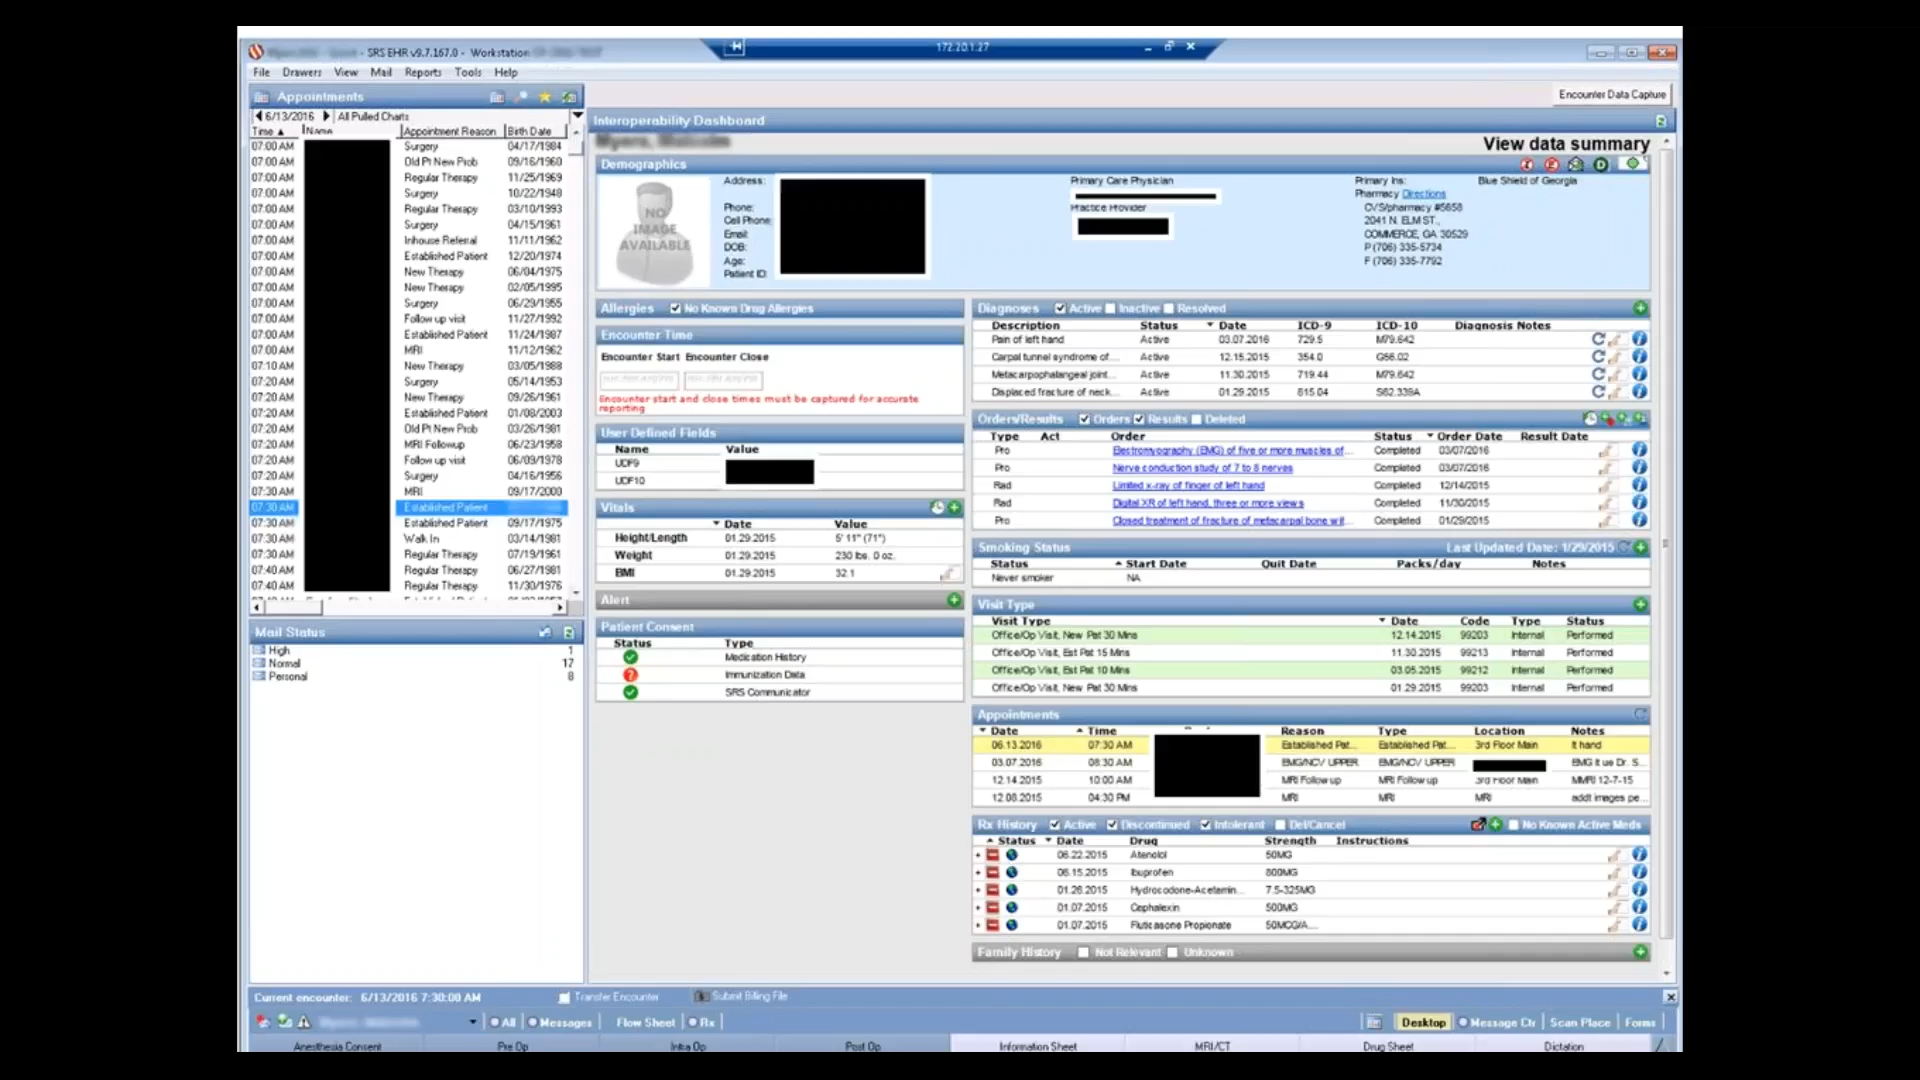 - SRS EHR v9.7.167.0 - Workstation
172.20.1.27
File Drawers View Mail Reports Tools Help
Encounter Data Capture
Appointments
6/13/2016 All Pulled Charts
Time Name Appointment Reason Birth Date
07:00 AM Surgery 04/17/1984
07:00 AM Old Pt New Prob 09/16/1960
07:00 AM Regular Therapy 11/25/1969
07:00 AM Surgery 10/22/1948
07:00 AM Regular Therapy 03/10/1993
07:00 AM Surgery 04/15/1961
07:00 AM Inhouse Referral 11/11/1962
07:00 AM Established Patient 12/20/1974
07:00 AM New Therapy 06/04/1975
07:00 AM New Therapy 02/05/1995
07:00 AM Surgery 06/29/1955
07:00 AM Follow up visit 11/27/1992
07:00 AM Established Patient 11/24/1987
07:00 AM MRI 11/12/1962
07:10 AM New Therapy 03/05/1988
07:20 AM Surgery 05/14/1953
07:20 AM New Therapy 09/26/1961
07:20 AM Established Patient 01/08/2003
07:20 AM Old Pt New Prob 03/26/1981
07:20 AM MRI Followup 06/23/1958
07:20 AM Follow up visit 06/09/1978
07:20 AM Surgery 04/16/1956
07:30 AM MRI 09/17/2000
07:30 AM Established Patient
07:30 AM Established Patient 09/17/1975
07:30 AM Walk In 03/14/1981
07:30 AM Regular Therapy 07/19/1961
07:40 AM Regular Therapy 06/27/1981
07:40 AM Regular Therapy 11/30/1976
Mail Status
High 1
Normal 17
Personal 8
Interoperability Dashboard
View data summary
Demographics
NO IMAGE AVAILABLE
Address:
Phone:
Cell Phone:
Email:
DOB:
Age:
Patient ID:
Primary Care Physician
Practice Provider
Primary Ins: Blue Shield of Georgia
Pharmacy Directions
CVS/pharmacy #5658
2041 N. ELM ST.,
COMMERCE, GA 30529
P (706) 335-5734
F (706) 335-7792
Allergies No Known Drug Allergies
Encounter Time
Encounter Start Encounter Close
Encounter start and close times must be captured for accurate
reporting
User Defined Fields
Name Value
UDF9
UDF10
Vitals
Date Value
Height/Length 01.29.2015 5' 11" (71")
Weight 01.29.2015 230 lbs. 0 oz.
BMI 01.29.2015 32.1
Alert
Patient Consent
Status Type
Medication History
Immunization Data
SRS Communicator
Diagnoses Active Inactive Resolved
Description Status Date ICD-9 ICD-10 Diagnosis Notes
Pain of left hand Active 03.07.2016 729.5 M79.642
Carpal tunnel syndrome of... Active 12.15.2015 354.0 G56.02
Metacarpophalangeal joint... Active 11.30.2015 719.44 M79.642
Displaced fracture of neck... Active 01.29.2015 815.04 S62.339A
Orders/Results Orders Results Deleted
Type Act Order Status Order Date Result Date
Pro Electromyography (EMG) of five or more muscles of... Completed 03/07/2016
Pro Nerve conduction study of 7 to 8 nerves Completed 03/07/2016
Rad Limited x-ray of finger of left hand Completed 12/14/2015
Rad Digital XR of left hand, three or more views Completed 11/30/2015
Pro Closed treatment of fracture of metacarpal bone wit... Completed 01/29/2015
Smoking Status Last Updated Date: 1/29/2015
Status Start Date Quit Date Packs/day Notes
Never smoker NA
Visit Type
Visit Type Date Code Type Status
Office/Op Visit, New Pat 30 Mins 12.14.2015 99203 Internal Performed
Office/Op Visit, Est Pat 15 Mins 11.30.2015 99213 Internal Performed
Office/Op Visit, Est Pat 10 Mins 03.05.2015 99212 Internal Performed
Office/Op Visit, New Pat 30 Mins 01.29.2015 99203 Internal Performed
Appointments
Date Time Reason Type Location Notes
06.13.2016 07:30 AM Established Pat... Established Pat... 3rd Floor Main lt hand
03.07.2016 08:30 AM EMG/NCV UPPER EMG/NCV UPPER EMG lt ue Dr. S...
12.14.2015 10:00 AM MRI Follow up MRI Follow up 3rd Floor Main MMRI 12-7-15
12.08.2015 04:30 PM MRI MRI MRI addt images pe...
Rx History Active Discontinued Intolerant Del/Cancel No Known Active Meds
Status Date Drug Strength Instructions
06.22.2015 Atenolol 50MG
06.15.2015 Ibuprofen 800MG
01.26.2015 Hydrocodone-Acetamin... 7.5-325MG
01.07.2015 Cephalexin 500MG
01.07.2015 Fluticasone Propionate 50MCG/A...
Family History Not Relevant Unknown
Current encounter: 6/13/2016 7:30:00 AM Transfer Encounter Submit Billing File
All Messages Flow Sheet Rx Desktop Message Ctr Scan Place Forms
Anesthesia Consent Pre Op Intra Op Post Op Information Sheet MRI/CT Drug Sheet Dictation